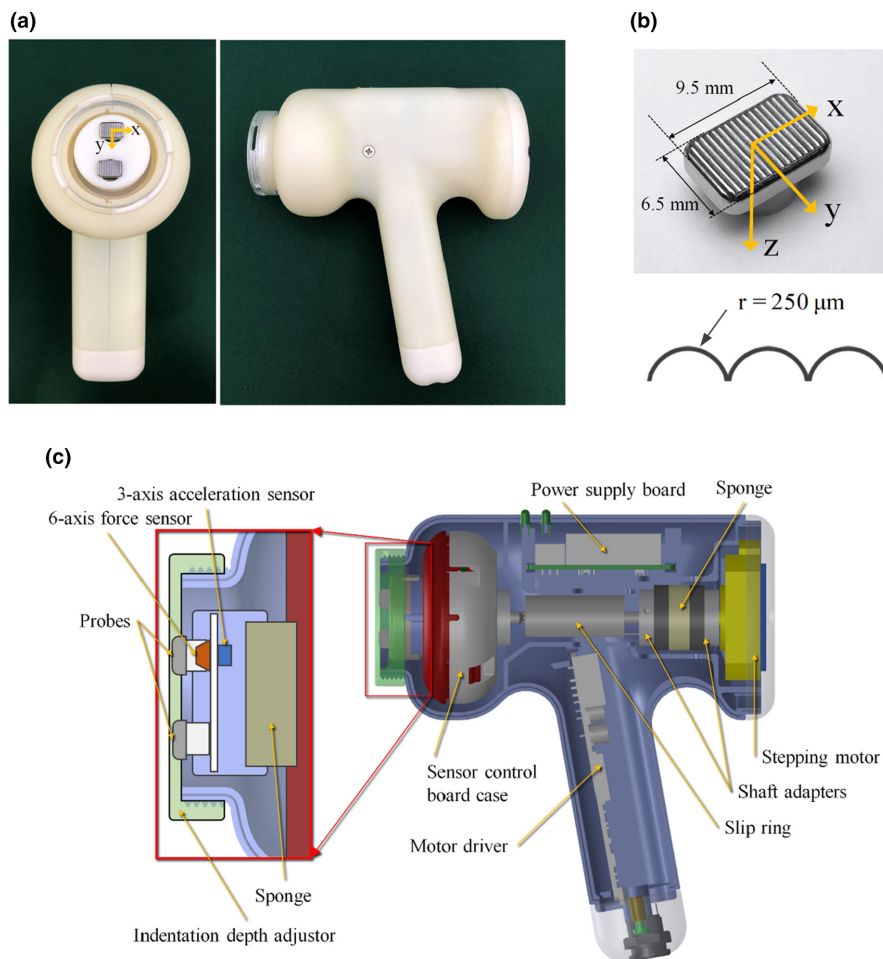 (a)
x
y
(b)
9.5 mm
6.5 mm
x
y
z
r = 250 μm
(c)
3-axis acceleration sensor
6-axis force sensor
Probes
Sponge
Indentation depth adjustor
Power supply board
Sponge
Sensor control
board case
Motor driver
Stepping motor
Shaft adapters
Slip ring